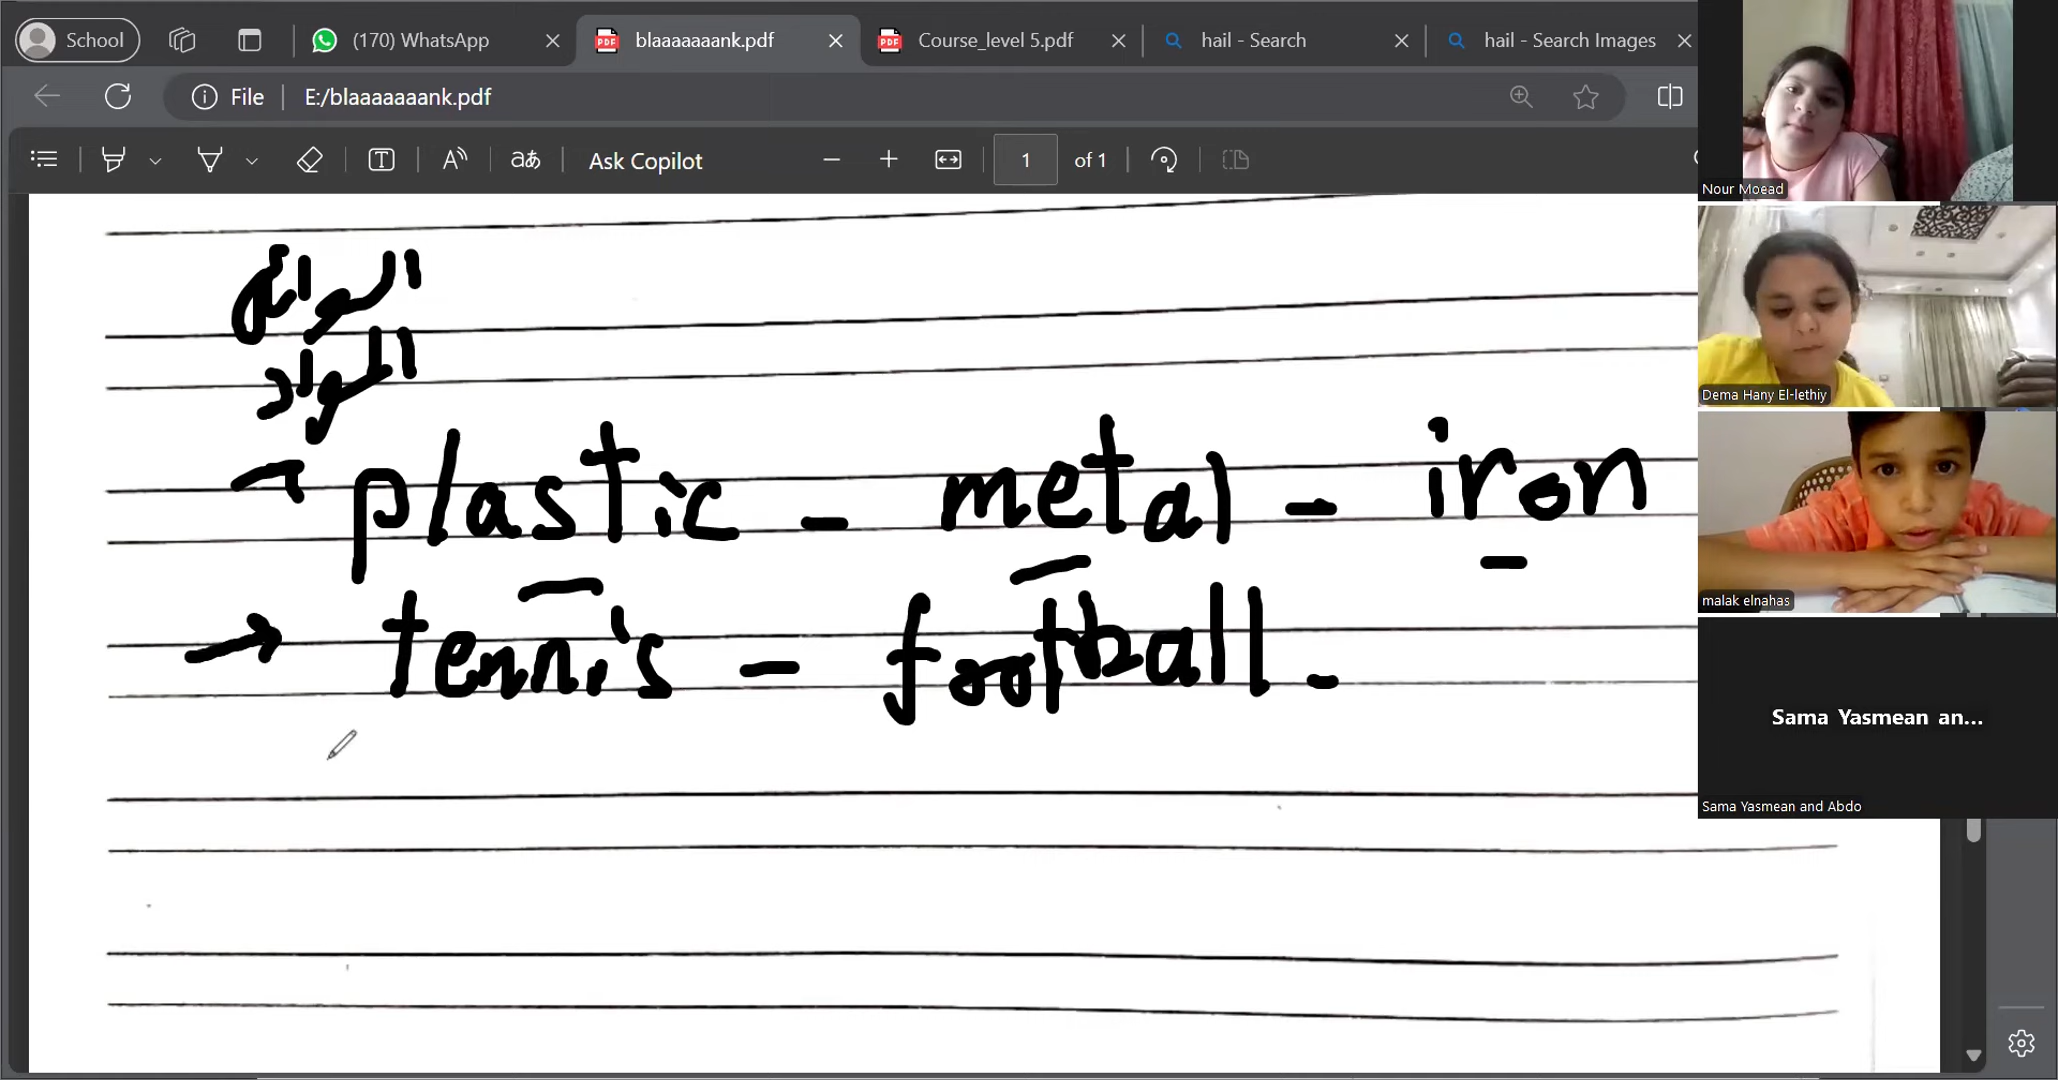 School
(170) WhatsApp
blaaaaaaank.pdf
Course_level 5.pdf
hail - Search
hail - Search Images
File
E:/blaaaaaaank.pdf
Ask Copilot
1
of 1
plastic - metal - iron
tennis - football -
Nour Moead
Dema Hany El-lethiy
malak elnahas
Sama Yasmean an...
Sama Yasmean and Abdo